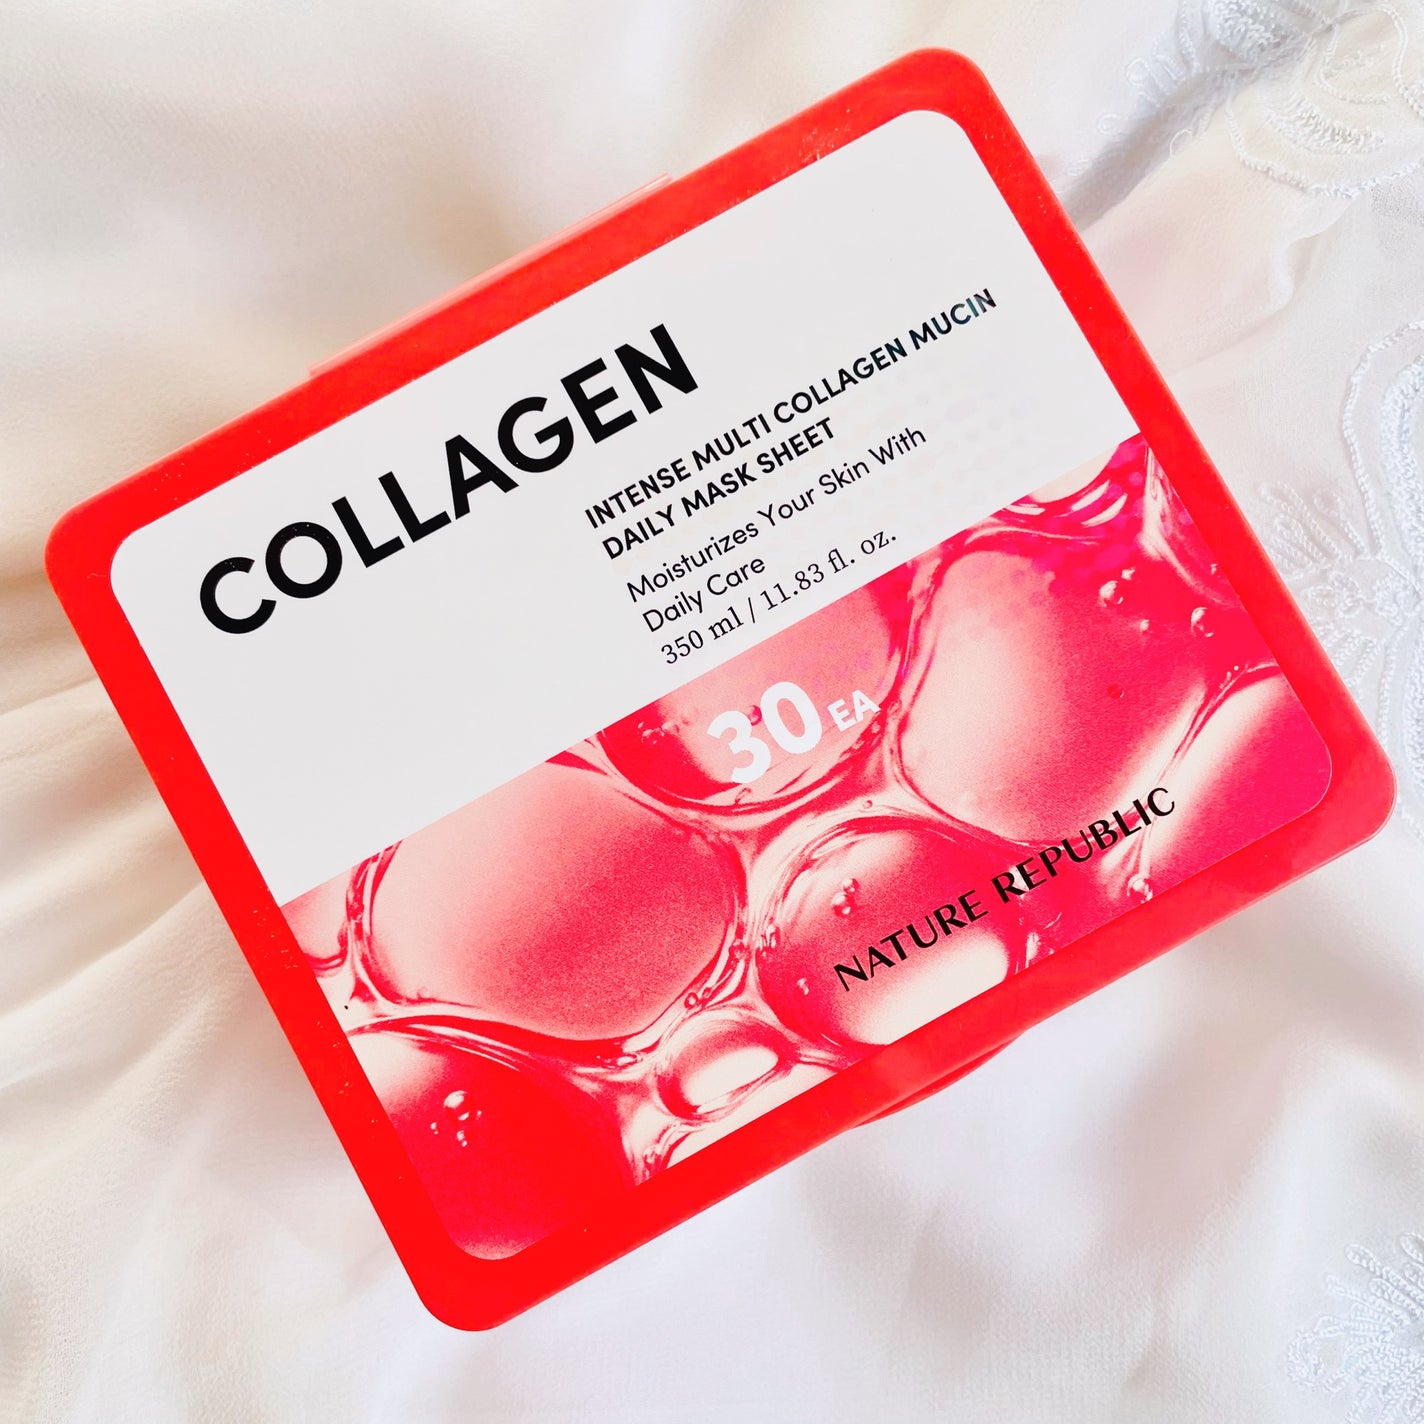 COLLAGEN
INTENSE MULTI COLLAGEN MUCIN
DAILY MASK SHEET
Moisturizes Your Skin With
Daily Care
350 ml / 11.83 fl. oz.
30 EA
NATURE REPUBLIC